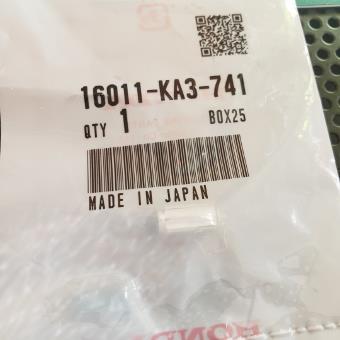 16011-KA3-741
QTY 1 BOX25
MADE IN JAPAN